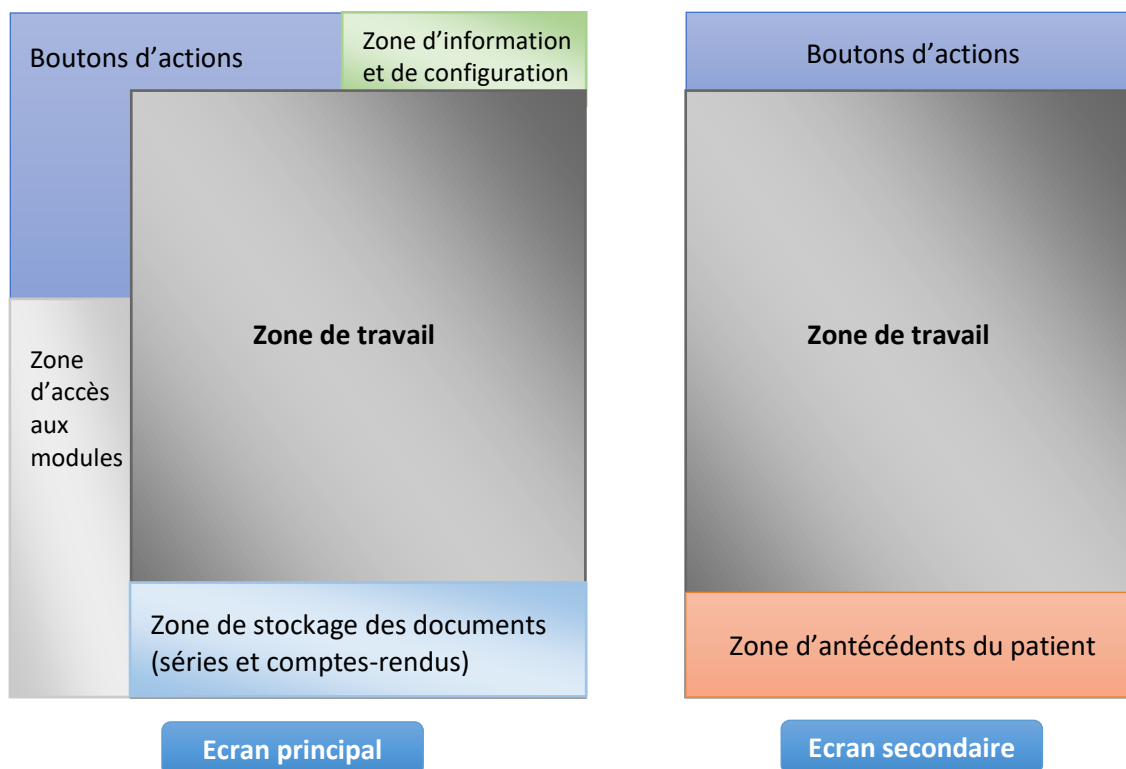 Boutons d’actions
Zone d’information
et de configuration
Zone
d’accès
aux
modules
Zone de travail
Zone de stockage des documents
(séries et comptes-rendus)
Ecran principal
Boutons d’actions
Zone de travail
Zone d’antécédents du patient
Ecran secondaire